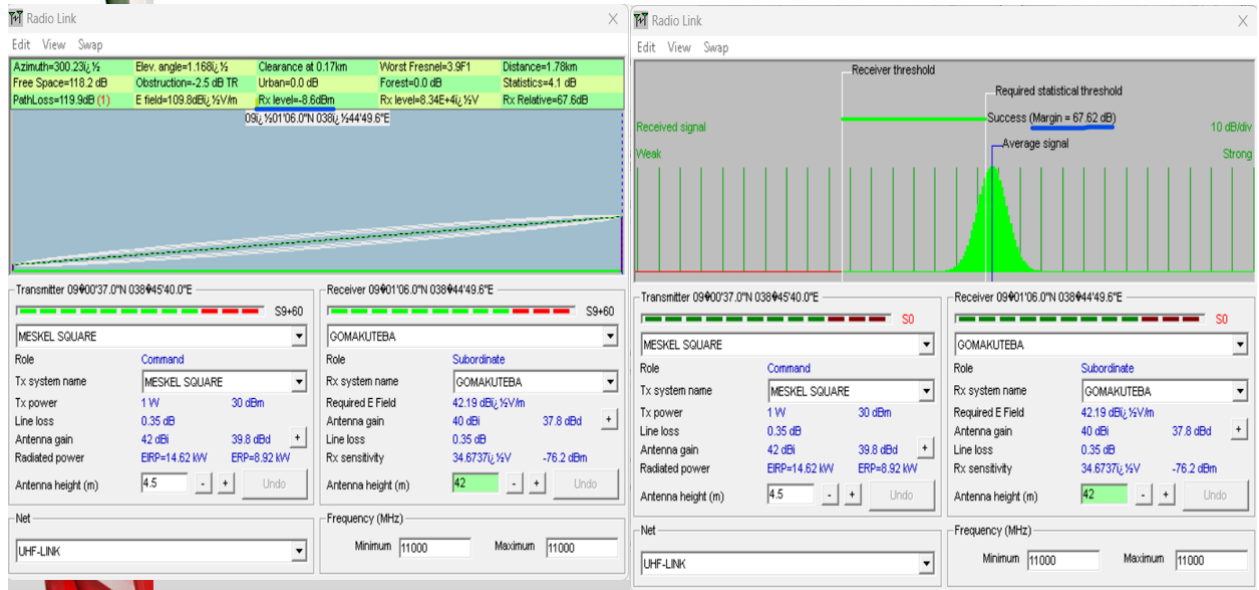 Radio Link X
Edit View Swap
Azimuth=300.23ï¿½ Elev. angle=1.168ï¿½ Clearance at 0.17km Worst Fresnel=3.9F1 Distance=1.78km
Free Space=118.2 dB Obstruction=-2.5 dB TR Urban=0.0 dB Forest=0.0 dB Statistics=4.1 dB
PathLoss=119.9dB (1) E field=109.8dBï¿½V/m Rx level=-8.6dBm Rx level=8.34E+4ï¿½V Rx Relative=67.6dB
09ï¿½01'06.0"N 038ï¿½44'49.6"E
Transmitter 09�00'37.0"N 038�45'40.0"E
S9+60
MESKEL SQUARE
Role Command
Tx system name MESKEL SQUARE
Tx power 1 W 30 dBm
Line loss 0.35 dB
Antenna gain 42 dBi 39.8 dBd +
Radiated power EIRP=14.62 kW ERP=8.92 kW
Antenna height (m) 4.5 - + Undo
Receiver 09�01'06.0"N 038�44'49.6"E
S9+60
GOMAKUTEBA
Role Subordinate
Rx system name GOMAKUTEBA
Required E Field 42.19 dBï¿½V/m
Antenna gain 40 dBi 37.8 dBd +
Line loss 0.35 dB
Rx sensitivity 34.6737ï¿½V -76.2 dBm
Antenna height (m) 42 - + Undo
Net
UHF-LINK
Frequency (MHz)
Minimum 11000 Maximum 11000
Radio Link X
Edit View Swap
Receiver threshold
Required statistical threshold
Success (Margin = 67.62 dB)
Received signal 10 dB/div
Average signal
Weak Strong
Transmitter 09�00'37.0"N 038�45'40.0"E
S0
MESKEL SQUARE
Role Command
Tx system name MESKEL SQUARE
Tx power 1 W 30 dBm
Line loss 0.35 dB
Antenna gain 42 dBi 39.8 dBd +
Radiated power EIRP=14.62 kW ERP=8.92 kW
Antenna height (m) 4.5 - + Undo
Receiver 09�01'06.0"N 038�44'49.6"E
S0
GOMAKUTEBA
Role Subordinate
Rx system name GOMAKUTEBA
Required E Field 42.19 dBï¿½V/m
Antenna gain 40 dBi 37.8 dBd +
Line loss 0.35 dB
Rx sensitivity 34.6737ï¿½V -76.2 dBm
Antenna height (m) 42 - + Undo
Net
UHF-LINK
Frequency (MHz)
Minimum 11000 Maximum 11000